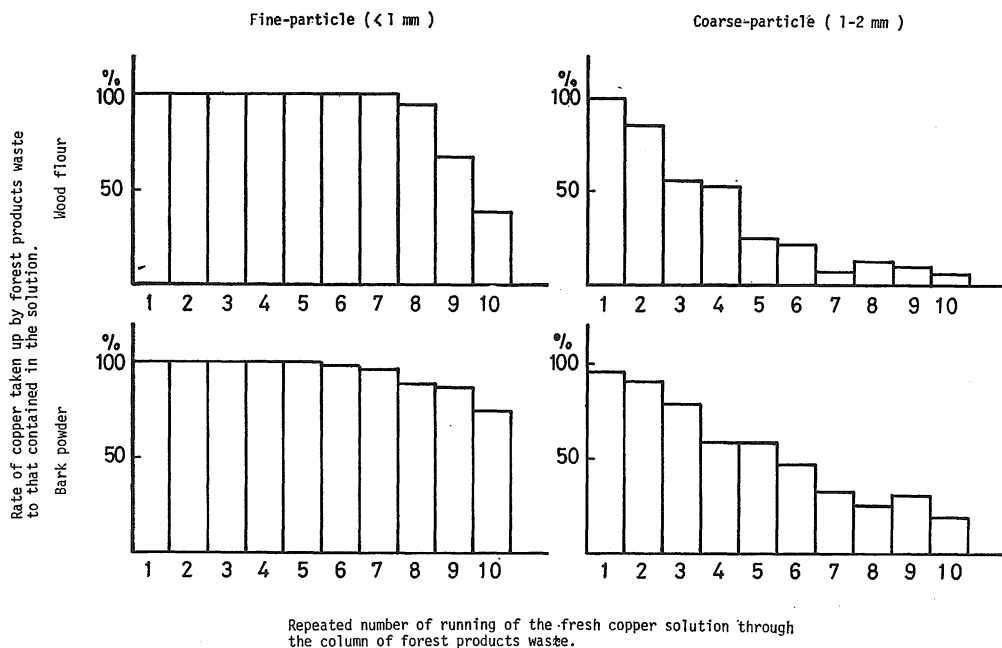 Fine-particle ( < 1 mm )
Coarse-particle ( 1-2 mm )
Rate of copper taken up by forest products waste
to that contained in the solution.
Wood flour
%
100
50
1 2 3 4 5 6 7 8 9 10
%
100
50
1 2 3 4 5 6 7 8 9 10
Bark powder
%
100
50
1 2 3 4 5 6 7 8 9 10
%
100
50
1 2 3 4 5 6 7 8 9 10
Repeated number of running of the fresh copper solution through
the column of forest products waste.